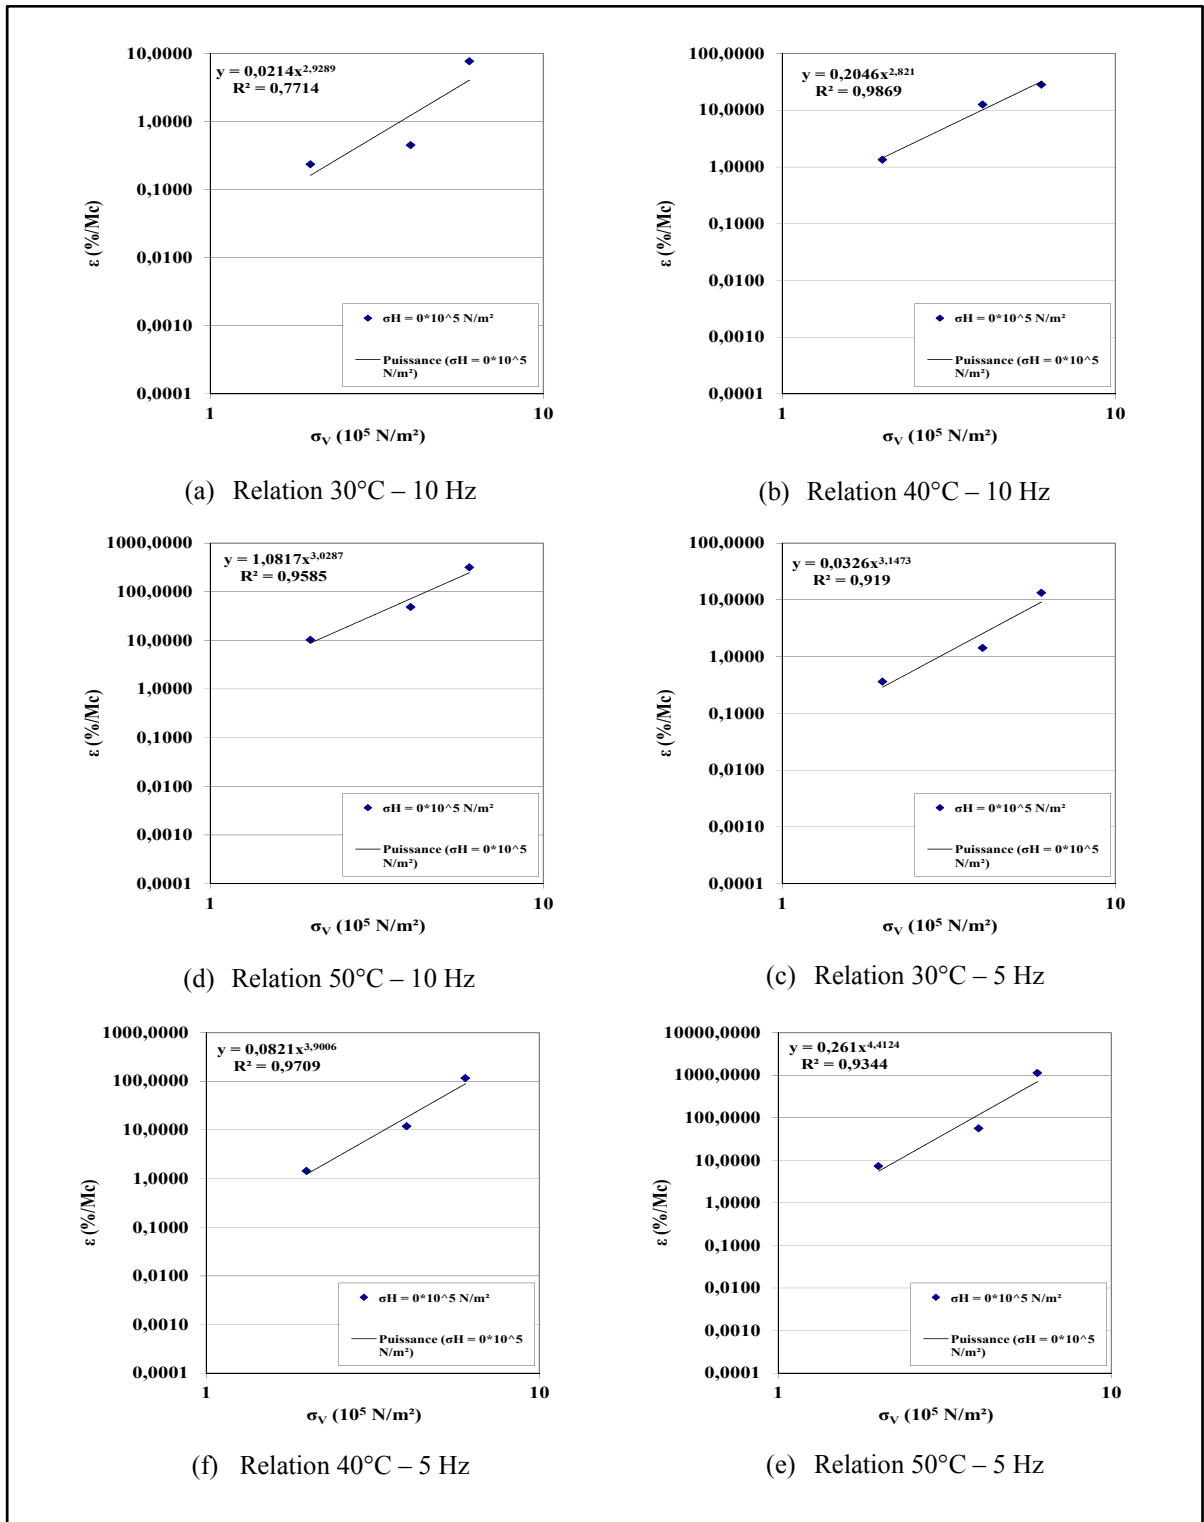 10,0000
1,0000
0,1000
0,0100
0,0010
0,0001
y = 0,0214x^2,9289
R² = 0,7714
ε (%/Mc)
σH = 0*10^5 N/m²
Puissance (σH = 0*10^5
N/m²)
1
10
σV (10⁵ N/m²)
(a) Relation 30°C – 10 Hz
100,0000
10,0000
1,0000
0,1000
0,0100
0,0010
0,0001
y = 0,2046x^2,821
R² = 0,9869
ε (%/Mc)
σH = 0*10^5 N/m²
Puissance (σH = 0*10^5
N/m²)
1
10
σV (10⁵ N/m²)
(b) Relation 40°C – 10 Hz
1000,0000
100,0000
10,0000
1,0000
0,1000
0,0100
0,0010
0,0001
y = 1,0817x^3,0287
R² = 0,9585
ε (%/Mc)
σH = 0*10^5 N/m²
Puissance (σH = 0*10^5
N/m²)
1
10
σV (10⁵ N/m²)
(d) Relation 50°C – 10 Hz
100,0000
10,0000
1,0000
0,1000
0,0100
0,0010
0,0001
y = 0,0326x^3,1473
R² = 0,919
ε (%/Mc)
σH = 0*10^5 N/m²
Puissance (σH = 0*10^5
N/m²)
1
10
σV (10⁵ N/m²)
(c) Relation 30°C – 5 Hz
1000,0000
100,0000
10,0000
1,0000
0,1000
0,0100
0,0010
0,0001
y = 0,0821x^3,9006
R² = 0,9709
ε (%/Mc)
σH = 0*10^5 N/m²
Puissance (σH = 0*10^5
N/m²)
1
10
σV (10⁵ N/m²)
(f) Relation 40°C – 5 Hz
10000,0000
1000,0000
100,0000
10,0000
1,0000
0,1000
0,0100
0,0010
0,0001
y = 0,261x^4,4124
R² = 0,9344
ε (%/Mc)
σH = 0*10^5 N/m²
Puissance (σH = 0*10^5
N/m²)
1
10
σV (10⁵ N/m²)
(e) Relation 50°C – 5 Hz